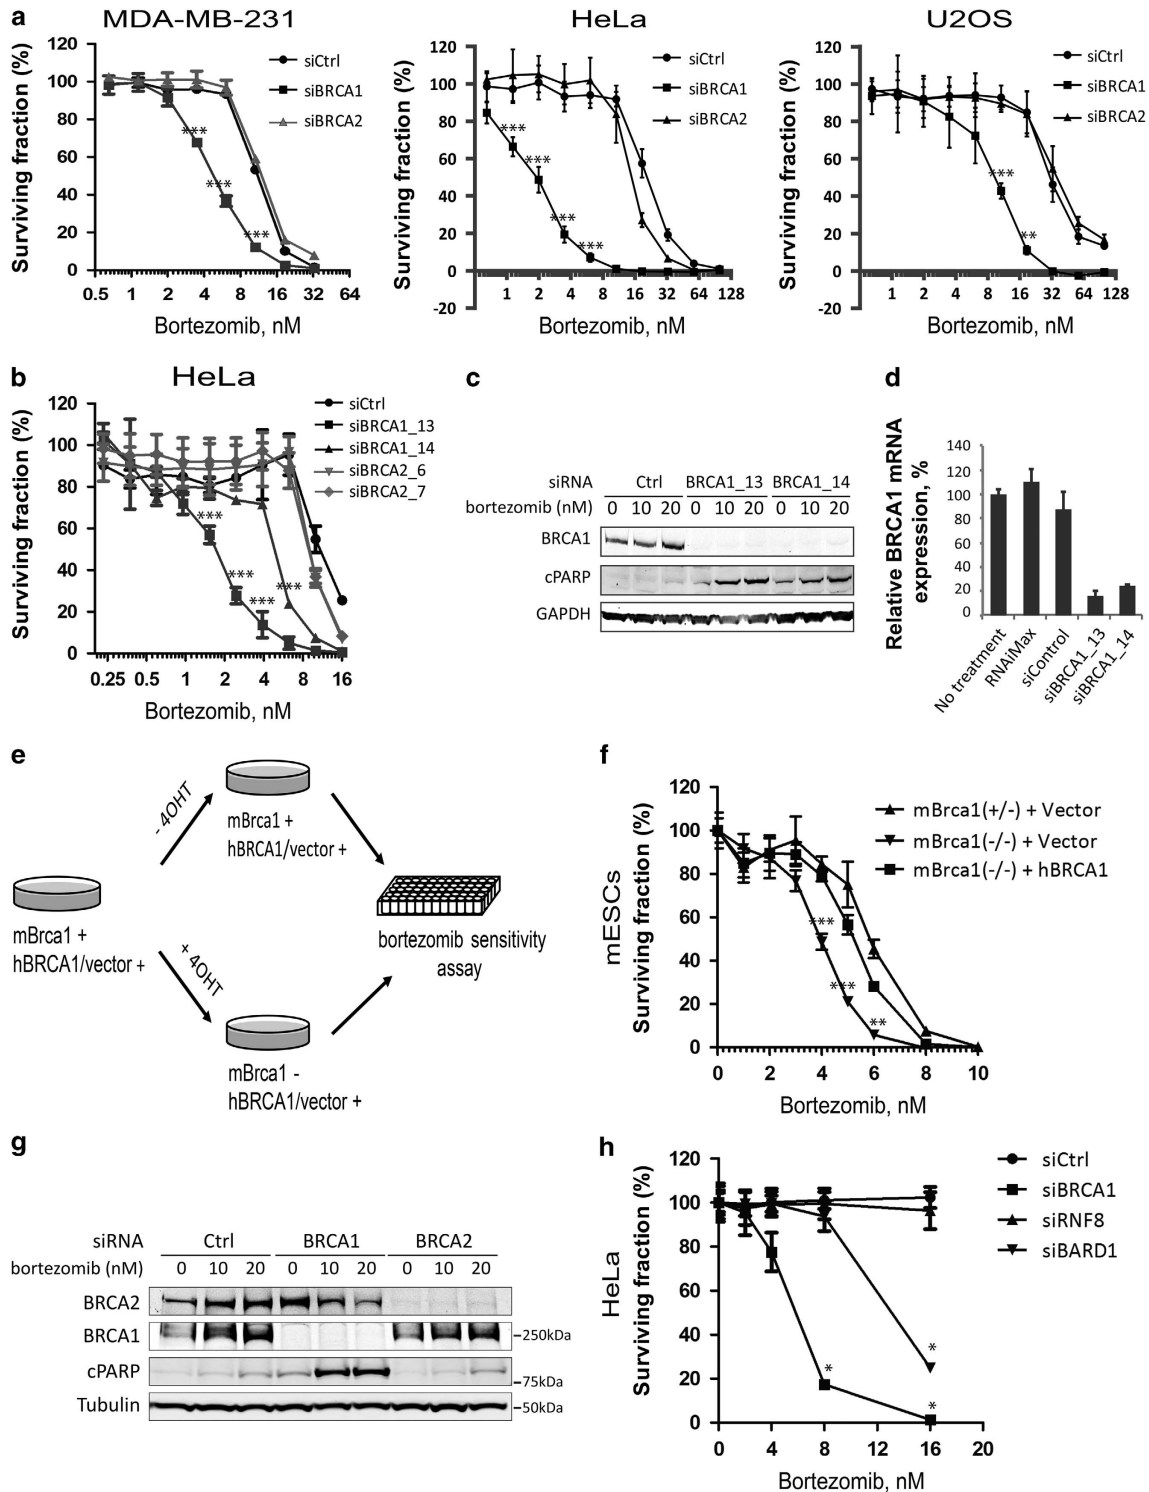 a
MDA-MB-231
HeLa
U2OS
Surviving fraction (%)
120
100
80
60
40
20
0
0.5 1 2 4 8 16 32 64
Bortezomib, nM
siCtrl
siBRCA1
siBRCA2
***
***
***
Surviving fraction (%)
120
100
80
60
40
20
0
-20
1 2 4 8 16 32 64 128
Bortezomib, nM
siCtrl
siBRCA1
siBRCA2
***
***
***
***
Surviving fraction (%)
120
100
80
60
40
20
0
-20
1 2 4 8 16 32 64 128
Bortezomib, nM
siCtrl
siBRCA1
siBRCA2
***
**
b
HeLa
Surviving fraction (%)
120
100
80
60
40
20
0
0.25 0.5 1 2 4 8 16
Bortezomib, nM
siCtrl
siBRCA1_13
siBRCA1_14
siBRCA2_6
siBRCA2_7
***
***
***
***
c
siRNA Ctrl BRCA1_13 BRCA1_14
bortezomib (nM) 0 10 20 0 10 20 0 10 20
BRCA1
cPARP
GAPDH
d
Relative BRCA1 mRNA
expression, %
140
120
100
80
60
40
20
0
No treatment
RNAiMax
siControl
siBRCA1_13
siBRCA1_14
e
- 4OHT
mBrca1 +
hBRCA1/vector +
mBrca1 +
hBRCA1/vector +
+ 4OHT
mBrca1 -
hBRCA1/vector +
bortezomib sensitivity
assay
f
mESCs
Surviving fraction (%)
120
100
80
60
40
20
0
0 2 4 6 8 10
Bortezomib, nM
mBrca1(+/-) + Vector
mBrca1(-/-) + Vector
mBrca1(-/-) + hBRCA1
***
***
**
g
siRNA Ctrl BRCA1 BRCA2
bortezomib (nM) 0 10 20 0 10 20 0 10 20
BRCA2
BRCA1
–250kDa
cPARP
–75kDa
Tubulin
–50kDa
h
HeLa
Surviving fraction (%)
120
100
80
60
40
20
0
0 4 8 12 16 20
Bortezomib, nM
siCtrl
siBRCA1
siRNF8
siBARD1
*
*
*